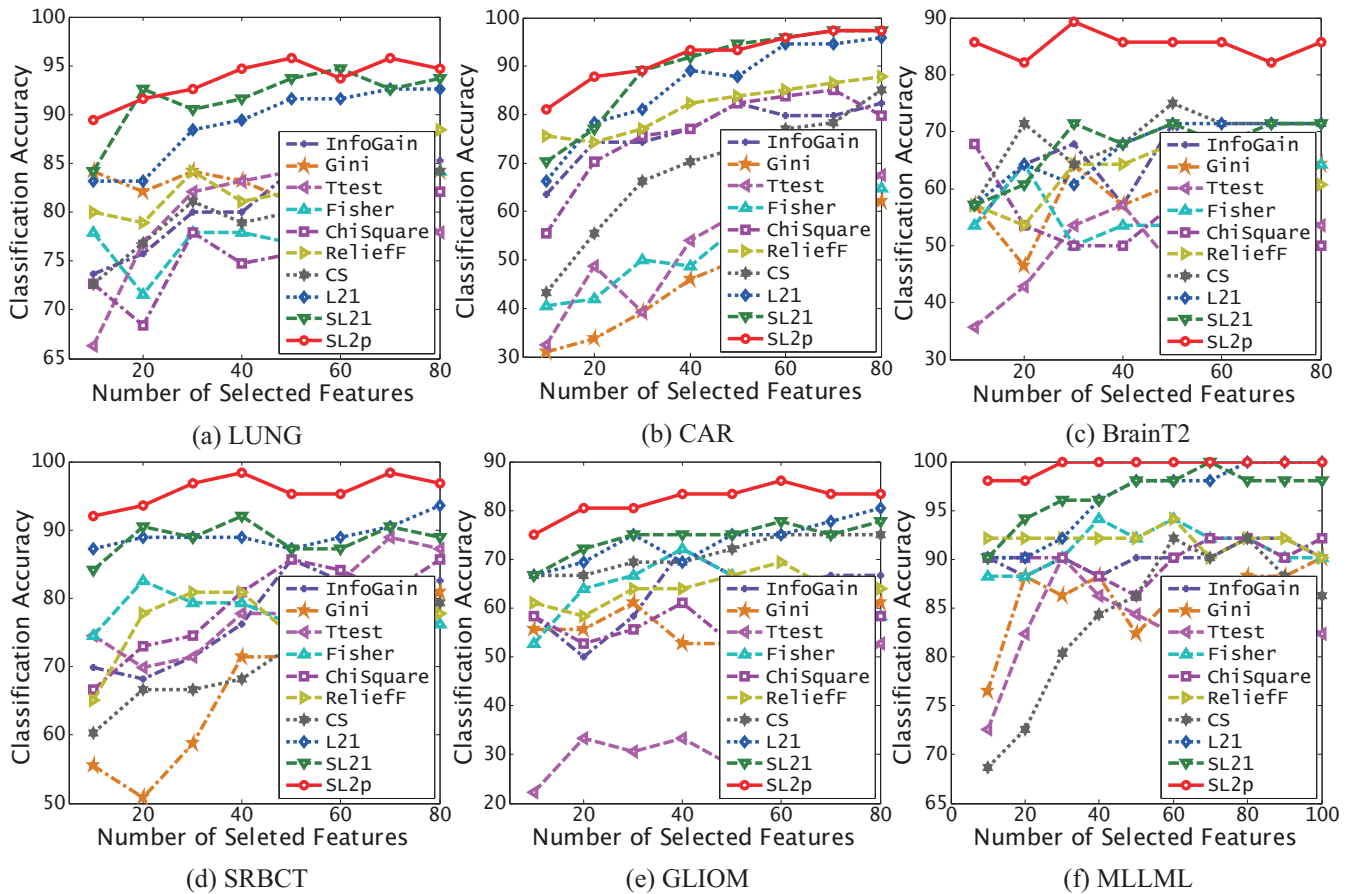 100
95
90
85
80
75
70
65
20
40
60
80
Classification Accuracy
Number of Selected Features
InfoGain
Gini
Ttest
Fisher
ChiSquare
ReliefF
CS
L21
SL21
SL2p
(a) LUNG
100
90
80
70
60
50
40
30
20
40
60
80
Classification Accuracy
Number of Selected Features
InfoGain
Gini
Ttest
Fisher
ChiSquare
ReliefF
CS
L21
SL21
SL2p
(b) CAR
90
80
70
60
50
40
30
20
40
60
80
Classification Accuracy
Number of Selected Features
InfoGain
Gini
Ttest
Fisher
ChiSquare
ReliefF
CS
L21
SL21
SL2p
(c) BrainT2
100
90
80
70
60
50
20
40
60
80
Classification Accuracy
Number of Seleted Features
InfoGain
Gini
Ttest
Fisher
ChiSquare
ReliefF
CS
L21
SL21
SL2p
(d) SRBCT
90
80
70
60
50
40
30
20
20
40
60
80
Classification Accuracy
Number of Selected Features
InfoGain
Gini
Ttest
Fisher
ChiSquare
ReliefF
CS
L21
SL21
SL2p
(e) GLIOM
100
95
90
85
80
75
70
65
0
20
40
60
80
100
Classification Accuracy
Number of Selected Features
InfoGain
Gini
Ttest
Fisher
ChiSquare
ReliefF
CS
L21
SL21
SL2p
(f) MLLML